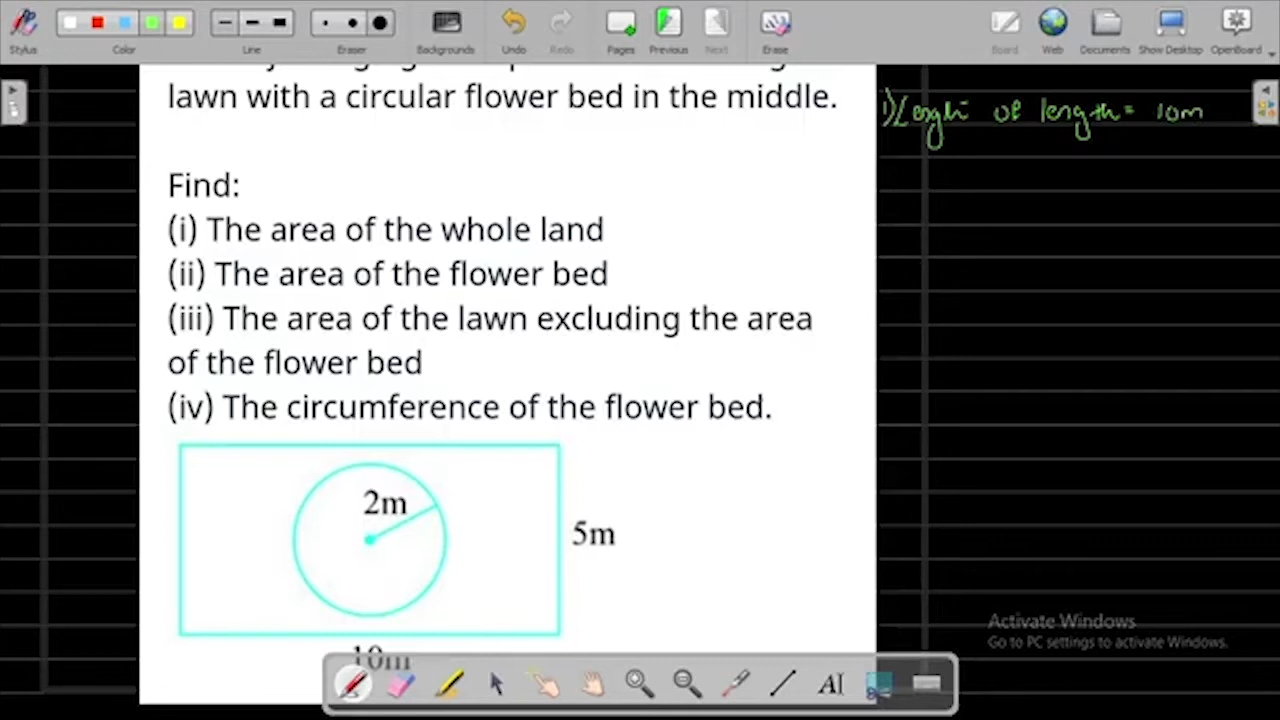 Stylus
Color
Line
Eraser
Backgrounds
Undo
Redo
Pages
Previous
Next
Erase
Board
Web
Documents
Show Desktop
OpenBoard
lawn with a circular flower bed in the middle.
Find:
(i) The area of the whole land
(ii) The area of the flower bed
(iii) The area of the lawn excluding the area
of the flower bed
(iv) The circumference of the flower bed.
2m
5m
10m
i) of length = 10m
Activate Windows
Go to PC settings to activate Windows.
AI